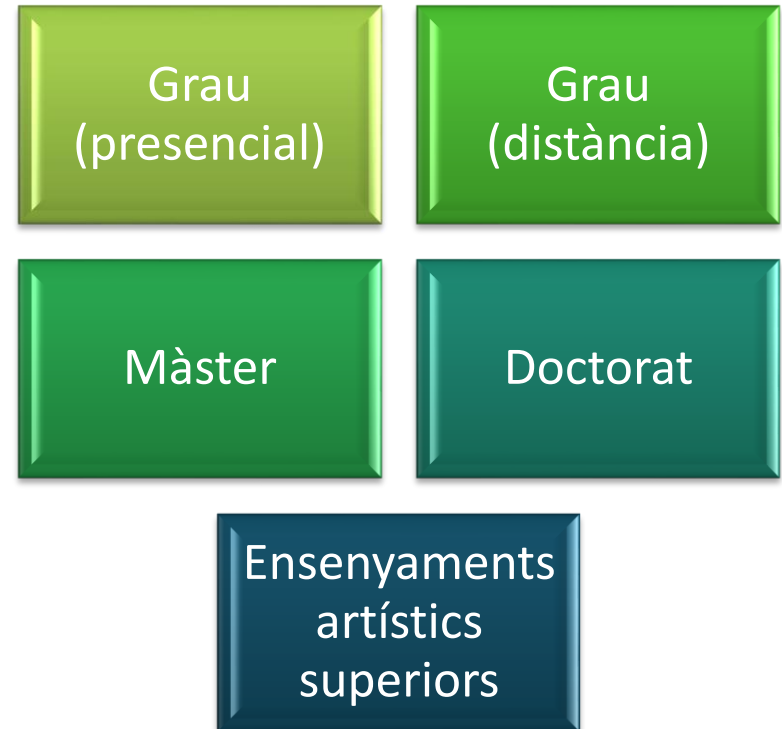 Grau
(presencial)
Grau
(distància)
Màster
Doctorat
Ensenyaments
artístics
superiors